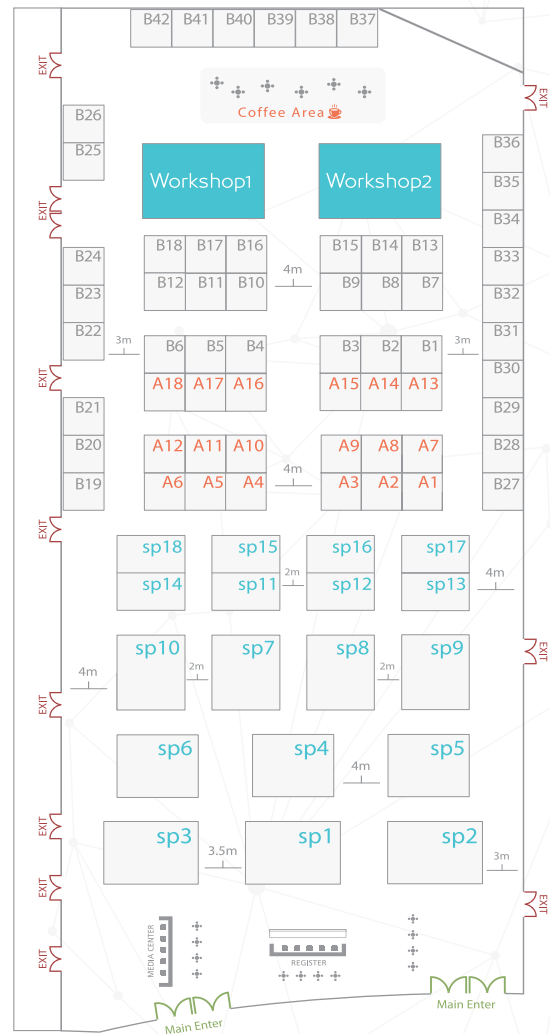 B42 B41 B40 B39 B38 B37
EXIT
EXIT
Coffee Area
B26
B25
B36
Workshop1 Workshop2
B35
EXIT
EXIT
B34
B18 B17 B16 B15 B14 B13
B24 B33
4m
B12 B11 B10 B9 B8 B7
B23 B32
B22 B31
3m B6 B5 B4 B3 B2 B1 3m
EXIT
B30
A18 A17 A16 A15 A14 A13
B21 B29
B20 A12 A11 A10 A9 A8 A7 B28
4m
B19 A6 A5 A4 A3 A2 A1 B27
EXIT
sp18 sp15 sp16 sp17
2m 4m
sp14 sp11 sp12 sp13
sp10 sp7 sp8 sp9
EXIT
4m 2m 2m
EXIT
sp6 sp4 sp5
4m
EXIT
sp3 sp1 sp2
3.5m 3m
EXIT
EXIT
MEDIA CENTER
REGISTER
EXIT
Main Enter
Main Enter